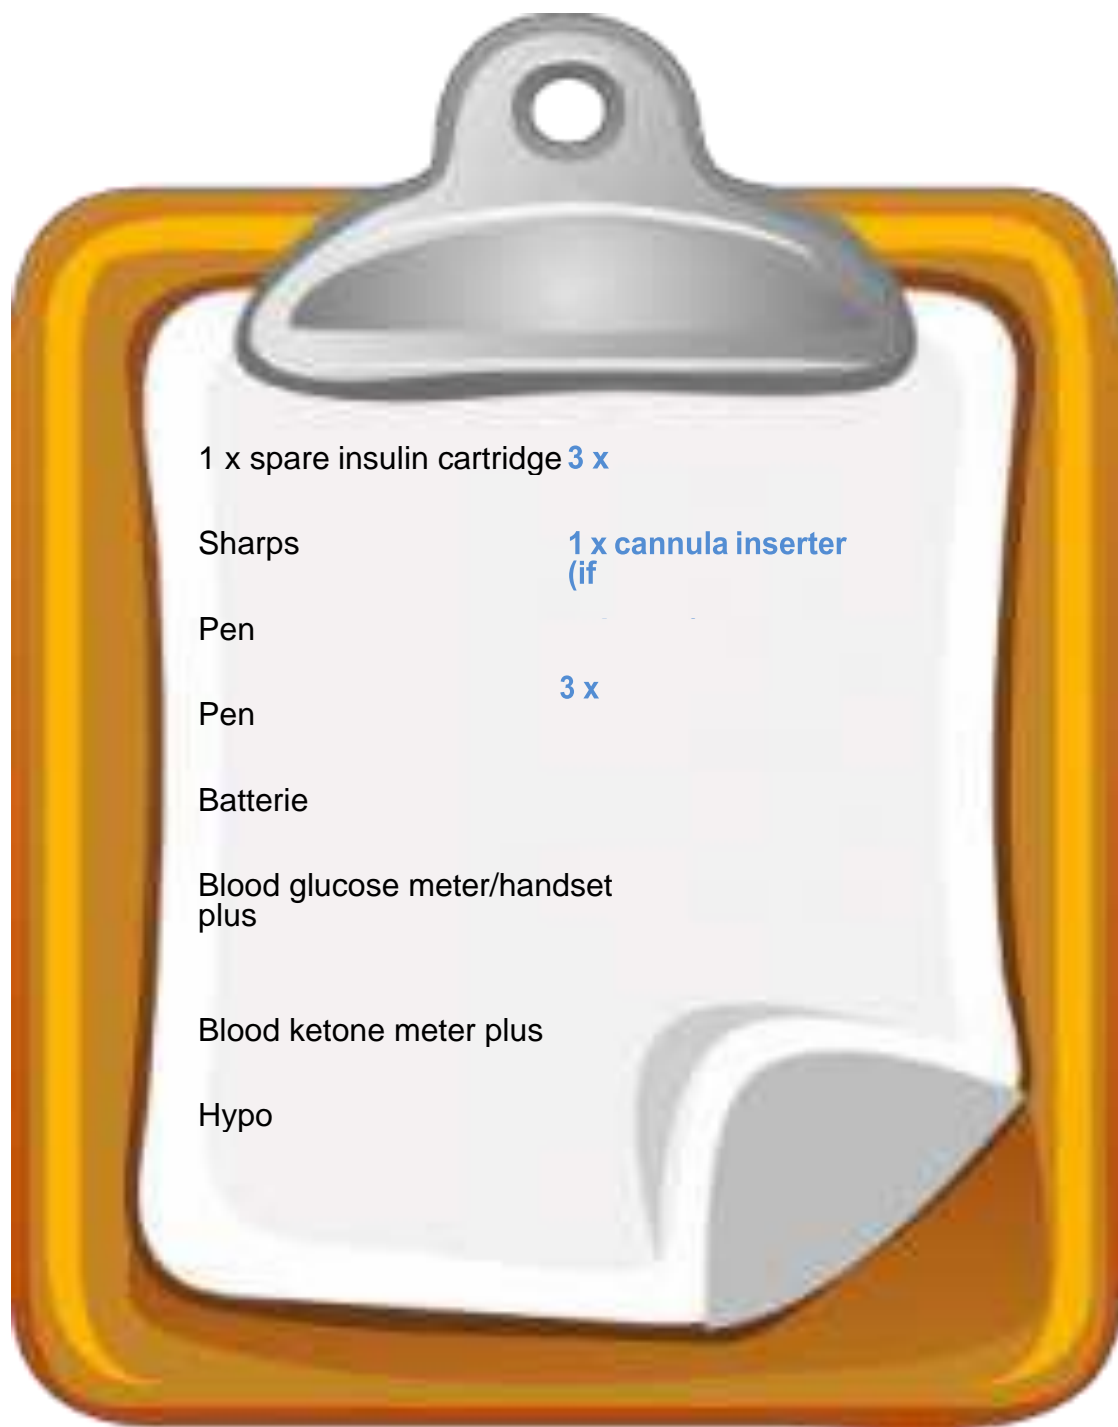 1 x spare insulin cartridge 3 x
Sharps 1 x cannula inserter
(if
Pen
3 x
Pen
Batterie
Blood glucose meter/handset
plus
Blood ketone meter plus
Hypo